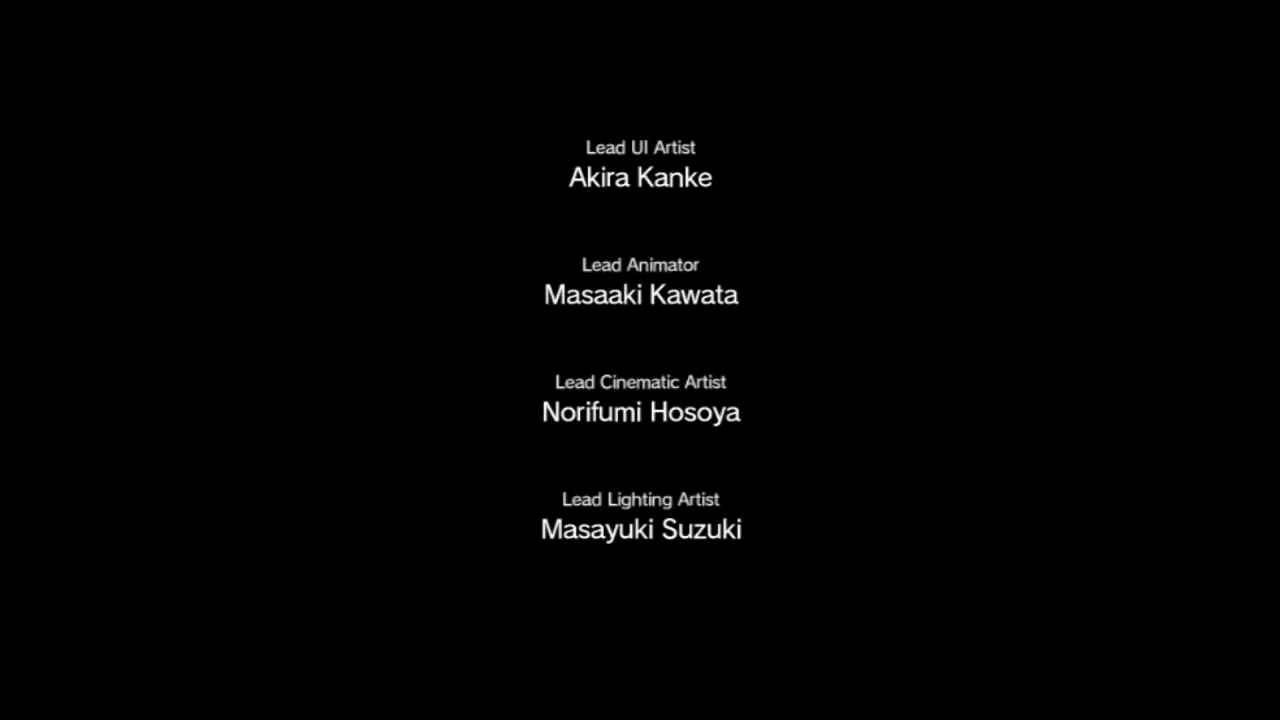 Lead UI Artist
Akira Kanke
Lead Animator
Masaaki Kawata
Lead Cinematic Artist
Norifumi Hosoya
Lead Lighting Artist
Masayuki Suzuki